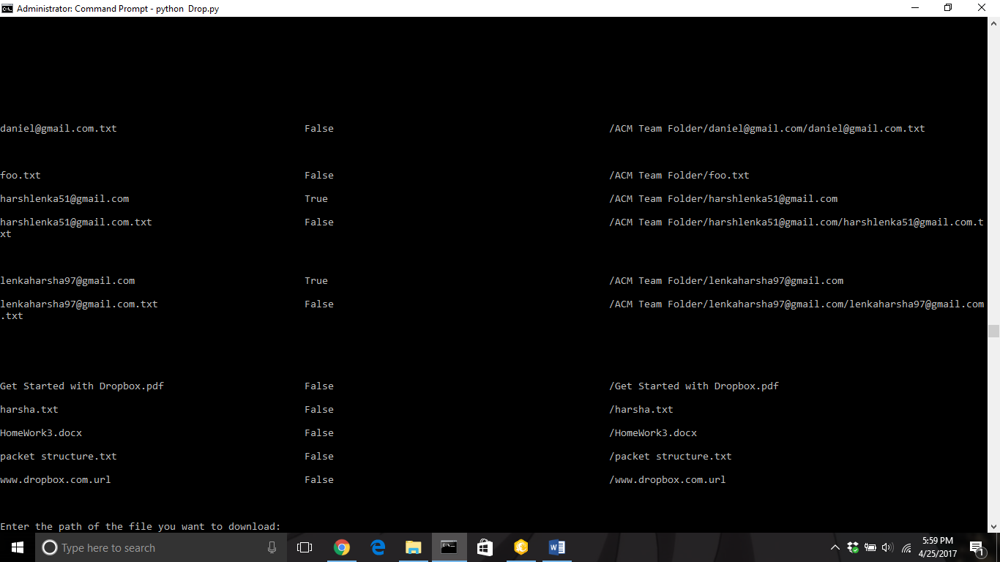 Administrator: Command Prompt - python Drop.py
daniel@gmail.com.txt False /ACM Team Folder/daniel@gmail.com/daniel@gmail.com.txt
foo.txt False /ACM Team Folder/foo.txt
harshlenka51@gmail.com True /ACM Team Folder/harshlenka51@gmail.com
harshlenka51@gmail.com.txt False /ACM Team Folder/harshlenka51@gmail.com/harshlenka51@gmail.com.t
xt
lenkaharsha97@gmail.com True /ACM Team Folder/lenkaharsha97@gmail.com
lenkaharsha97@gmail.com.txt False /ACM Team Folder/lenkaharsha97@gmail.com/lenkaharsha97@gmail.com
.txt
Get Started with Dropbox.pdf False /Get Started with Dropbox.pdf
harsha.txt False /harsha.txt
HomeWork3.docx False /HomeWork3.docx
packet structure.txt False /packet structure.txt
www.dropbox.com.url False /www.dropbox.com.url
Enter the path of the file you want to download:
Type here to search
5:59 PM
4/25/2017
1